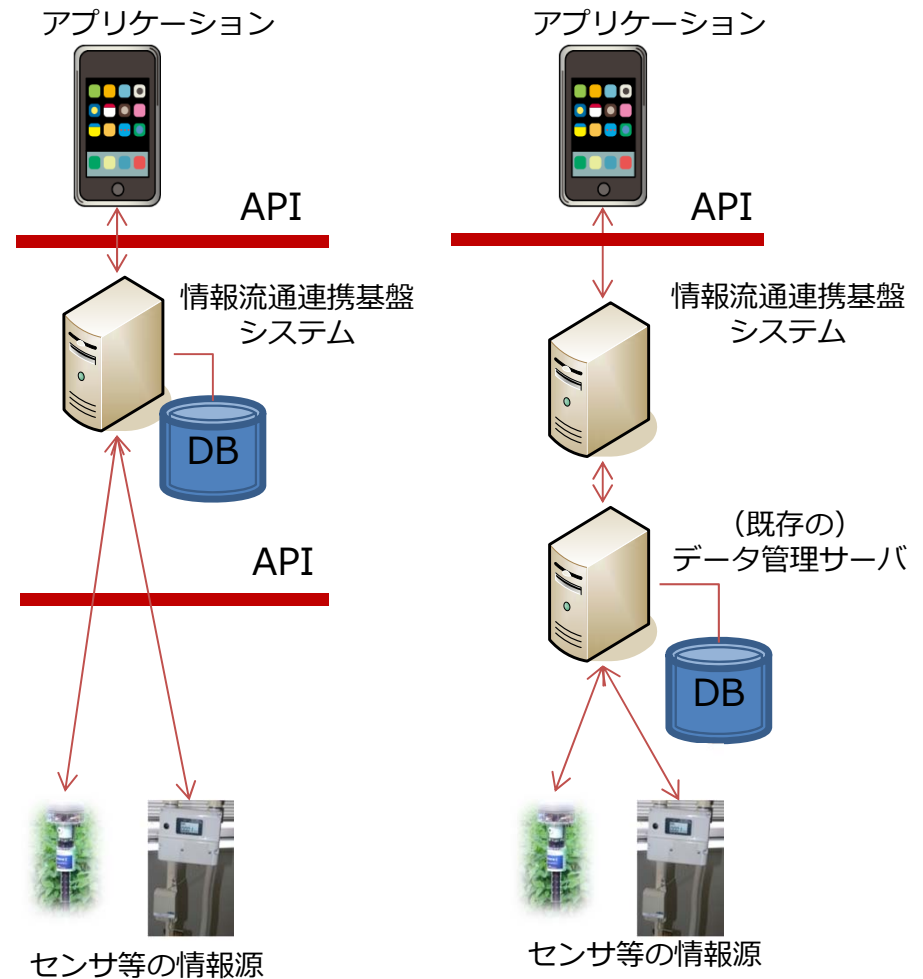 アプリケーション
API
情報流通連携基盤
システム
DB
API
センサ等の情報源
アプリケーション
API
情報流通連携基盤
システム
（既存の）
データ管理サーバ
DB
センサ等の情報源